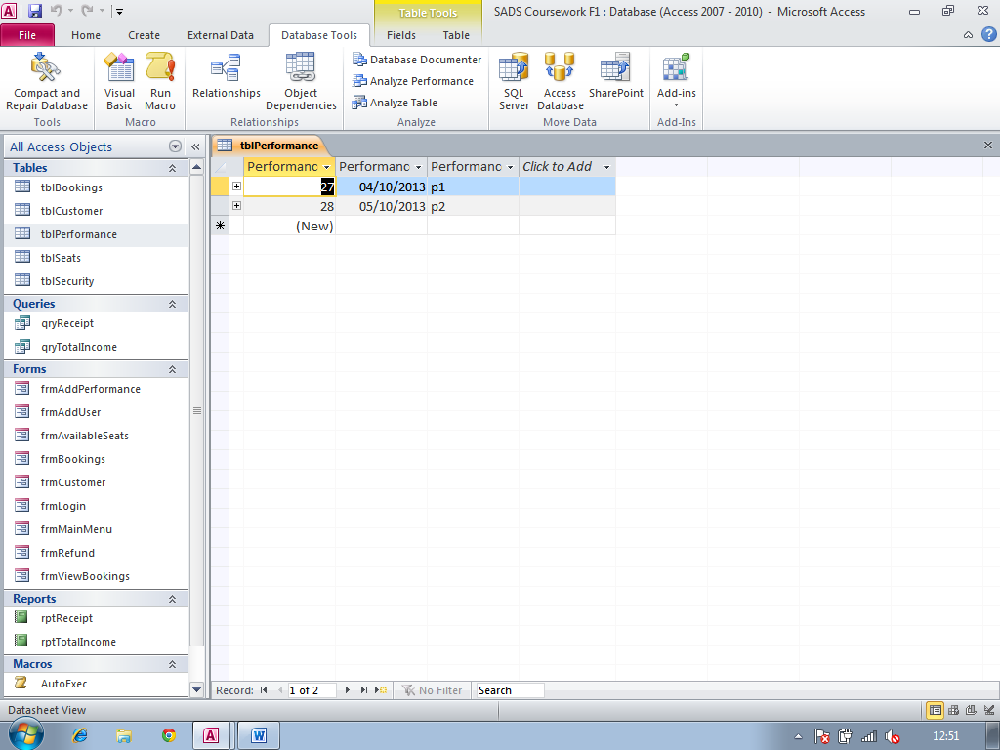 Table Tools
SADS Coursework F1 : Database (Access 2007 - 2010) - Microsoft Access
File Home Create External Data Database Tools Fields Table
Compact and Repair Database
Visual Basic
Run Macro
Relationships
Object Dependencies
Database Documenter
Analyze Performance
Analyze Table
SQL Server
Access Database
SharePoint
Add-ins
Tools Macro Relationships Analyze Move Data Add-Ins
All Access Objects
Tables
tblBookings
tblCustomer
tblPerformance
tblSeats
tblSecurity
Queries
qryReceipt
qryTotalIncome
Forms
frmAddPerformance
frmAddUser
frmAvailableSeats
frmBookings
frmCustomer
frmLogin
frmMainMenu
frmRefund
frmViewBookings
Reports
rptReceipt
rptTotalIncome
Macros
AutoExec
tblPerformance
Performanc Performanc Performanc Click to Add
27 04/10/2013 p1
28 05/10/2013 p2
(New)
Record: 1 of 2 No Filter Search
Datasheet View
12:51